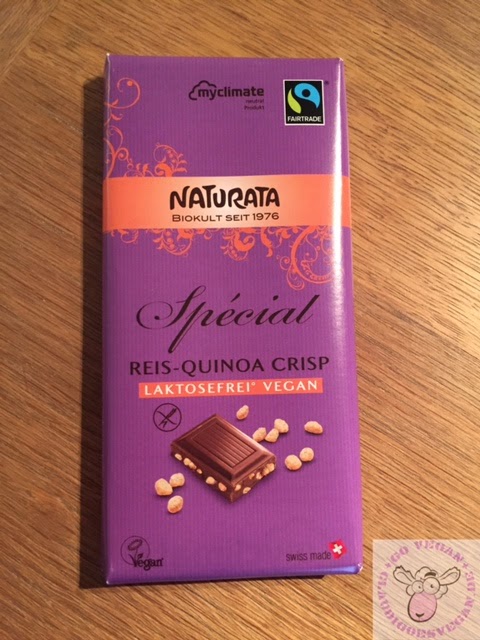 myclimate
neutral
Produkt
FAIRTRADE
NATURATA
BIOKULT SEIT 1976
Spécial
REIS-QUINOA CRISP
LAKTOSEFREI* VEGAN
Vegan
swiss made
GO VEGAN